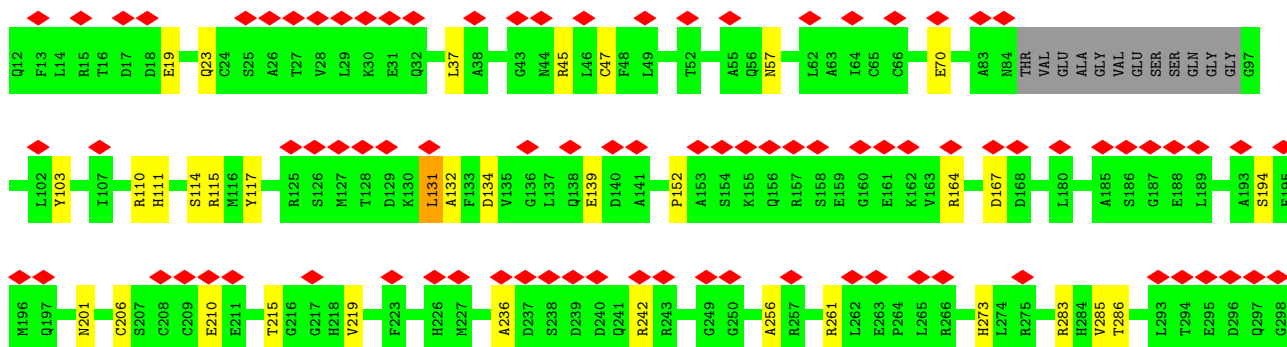 Q12 F13 L14 R15 T16 D17 D18 E19 Q23 C24 S25 A26 T27 V28 L29 K30 E31 Q32 L37 A38 G43 N44 R45 L46 C47 F48 L49 T52 A55 Q56 N57 L62 A63 I64 C65 C66 E70 A83 N84 THR VAL GLU ALA GLY VAL GLU SER SER GLN GLY GLY G97
L102 Y103 I107 R110 H111 S114 R115 M116 Y117 R125 S126 M127 T128 D129 K130 L131 A132 F133 D134 V135 G136 L137 Q138 E139 D140 A141 P152 A153 S154 K155 Q156 R157 S158 E159 G160 E161 K162 V163 R164 D167 D168 L180 A185 S186 G187 E188 L189 A193 S194 E195
M196 Q197 N201 C206 S207 C208 C209 E210 E211 T215 G216 G217 H218 V219 F223 H226 M227 A236 D237 S238 D239 D240 Q241 R242 R243 G249 G250 A256 R257 R261 L262 E263 P264 L265 R266 H273 L274 R275 R283 H284 V285 T286 L293 T294 E295 D296 Q297 G298